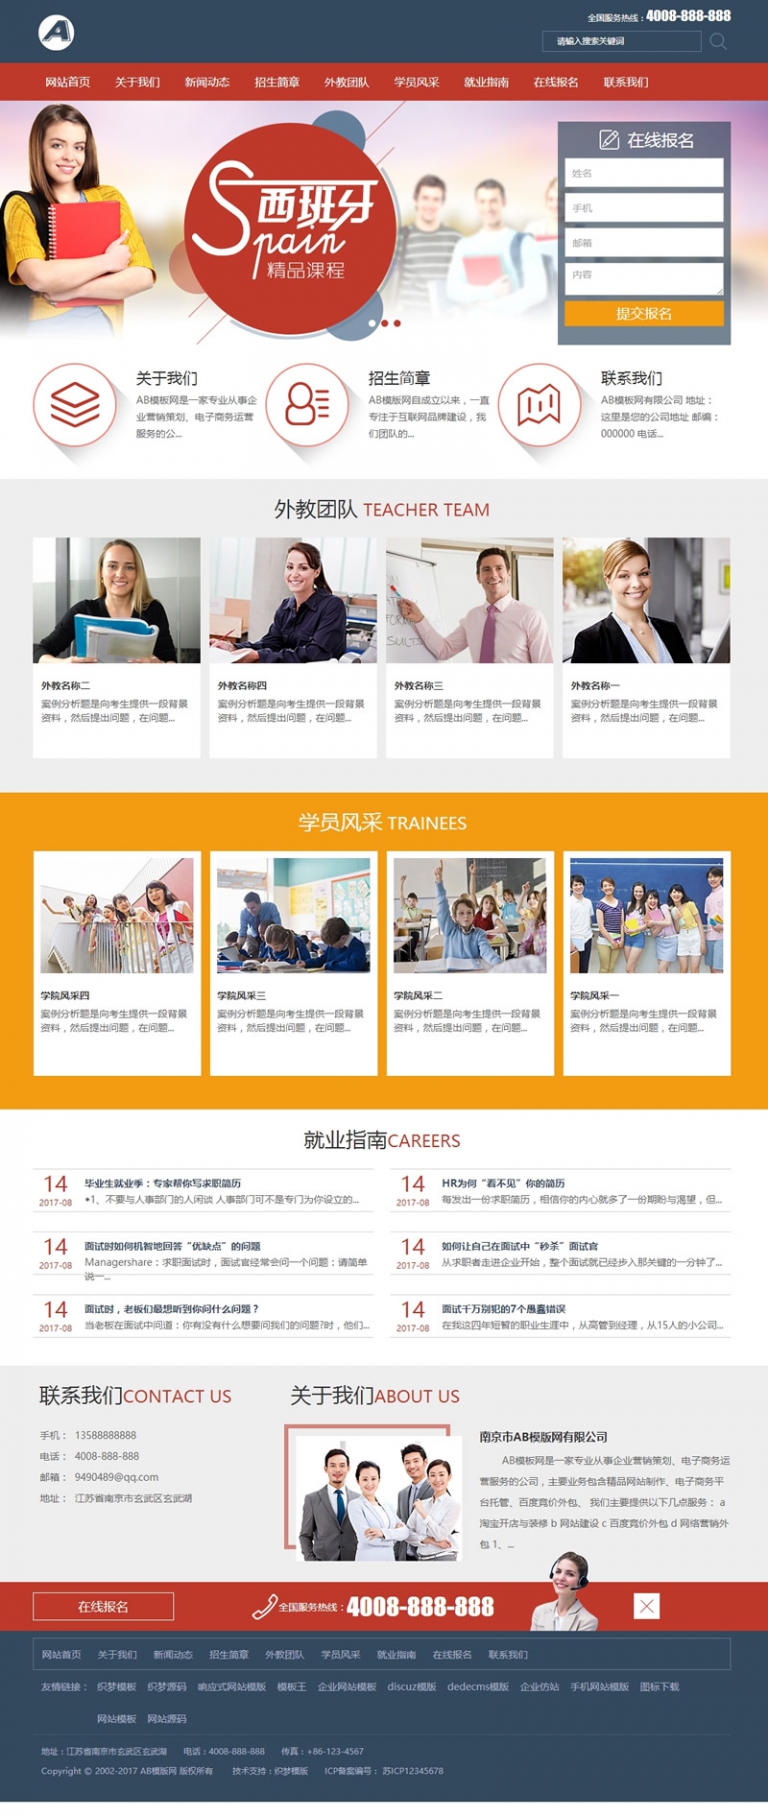 A
全国服务热线：4008-888-888
请输入搜索关键词
网站首页 关于我们 新闻动态 招生简章 外教团队 学员风采 就业指南 在线报名 联系我们
西班牙
Spain
精品课程
在线报名
姓名
手机
邮箱
内容
提交报名
关于我们
AB模板网是一家专业从事企
业营销策划、电子商务运营
服务的公...
招生简章
AB模版网自成立以来，一直
专注于互联网品牌建设，我
们团队的...
联系我们
AB模版网有限公司 地址：
这里是您的公司地址 邮编：
000000 电话...
外教团队 TEACHER TEAM
外教名称二
案例分析题是向考生提供一段背景
资料，然后提出问题，在问题...
外教名称四
案例分析题是向考生提供一段背景
资料，然后提出问题，在问题...
外教名称三
案例分析题是向考生提供一段背景
资料，然后提出问题，在问题...
外教名称一
案例分析题是向考生提供一段背景
资料，然后提出问题，在问题...
学员风采 TRAINEES
学院风采四
案例分析题是向考生提供一段背景
资料，然后提出问题，在问题...
学院风采三
案例分析题是向考生提供一段背景
资料，然后提出问题，在问题...
学院风采二
案例分析题是向考生提供一段背景
资料，然后提出问题，在问题...
学院风采一
案例分析题是向考生提供一段背景
资料，然后提出问题，在问题...
就业指南CAREERS
14
2017-08
毕业生就业季：专家帮你写求职简历
•1、不要与人事部门的人闲谈 人事部门可不是专门为你设立的...
14
2017-08
HR为何“看不见”你的简历
每发出一份求职简历，相信你的内心就多了一份期盼与渴望，但...
14
2017-08
面试时如何机智地回答“优缺点”的问题
Managershare：求职面试时，面试官经常会问一个问题：请简单
说一...
14
2017-08
如何让自己在面试中“秒杀”面试官
从求职者走进企业开始，整个面试就已经步入那关键的一分钟了...
14
2017-08
面试时，老板们最想听到你问什么问题？
当老板在面试中问道：你有没有什么想要问我们的问题?时，他们...
14
2017-08
面试千万别犯的7个愚蠢错误
在我这四年短暂的职业生涯中，从高管到经理，从15人的小公司...
联系我们CONTACT US
手机： 13588888888
电话： 4008-888-888
邮箱： 9490489@qq.com
地址： 江苏省南京市玄武区玄武湖
关于我们ABOUT US
南京市AB模版网有限公司
AB模板网是一家专业从事企业营销策划、电子商务运
营服务的公司，主要业务包含精品网站制作、电子商务平
台托管、百度竞价外包、 我们主要提供以下几点服务： a
淘宝开店与装修 b 网站建设 c 百度竞价外包 d 网络营销外
包 1、...
在线报名
全国服务热线：4008-888-888
网站首页 关于我们 新闻动态 招生简章 外教团队 学员风采 就业指南 在线报名 联系我们
友情链接： 织梦模板 织梦源码 响应式网站模版 模板王 企业网站模板 discuz模版 dedecms模版 企业仿站 手机网站模版 图标下载
网站模板 网站源码
地址：江苏省南京市玄武区玄武湖 电话：4008-888-888 传真：+86-123-4567
Copyright © 2002-2017 AB模版网 版权所有 技术支持：织梦模版 ICP备案编号： 苏ICP12345678